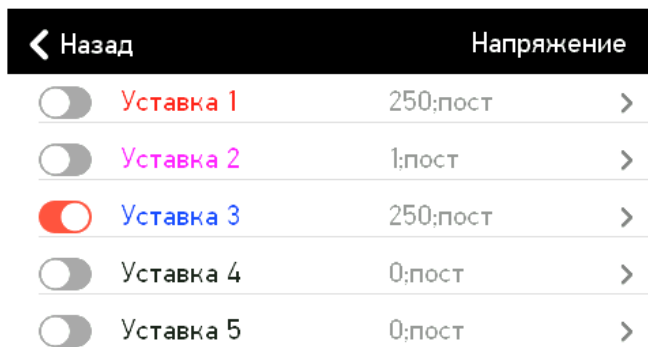 Назад Напряжение
Уставка 1 250;пост
Уставка 2 1;пост
Уставка 3 250;пост
Уставка 4 0;пост
Уставка 5 0;пост